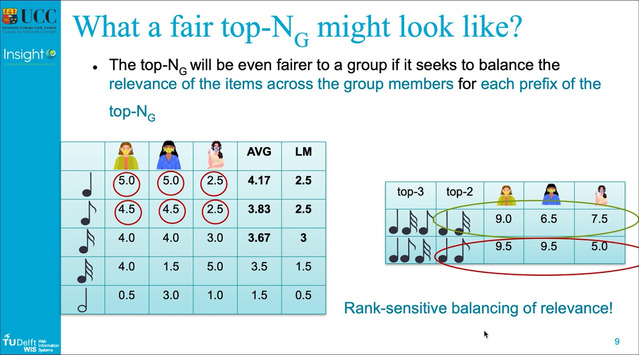 UCC
Insight
What a fair top-NG might look like?
• The top-NG will be even fairer to a group if it seeks to balance the
relevance of the items across the group members for each prefix of the
top-NG
AVG LM
5.0 5.0 2.5 4.17 2.5
4.5 4.5 2.5 3.83 2.5
4.0 4.0 3.0 3.67 3
4.0 1.5 5.0 3.5 1.5
0.5 3.0 1.0 1.5 0.5
top-3 top-2
9.0 6.5 7.5
9.5 9.5 5.0
Rank-sensitive balancing of relevance!
TUDelft
WIS
Web
Information
Systems
9